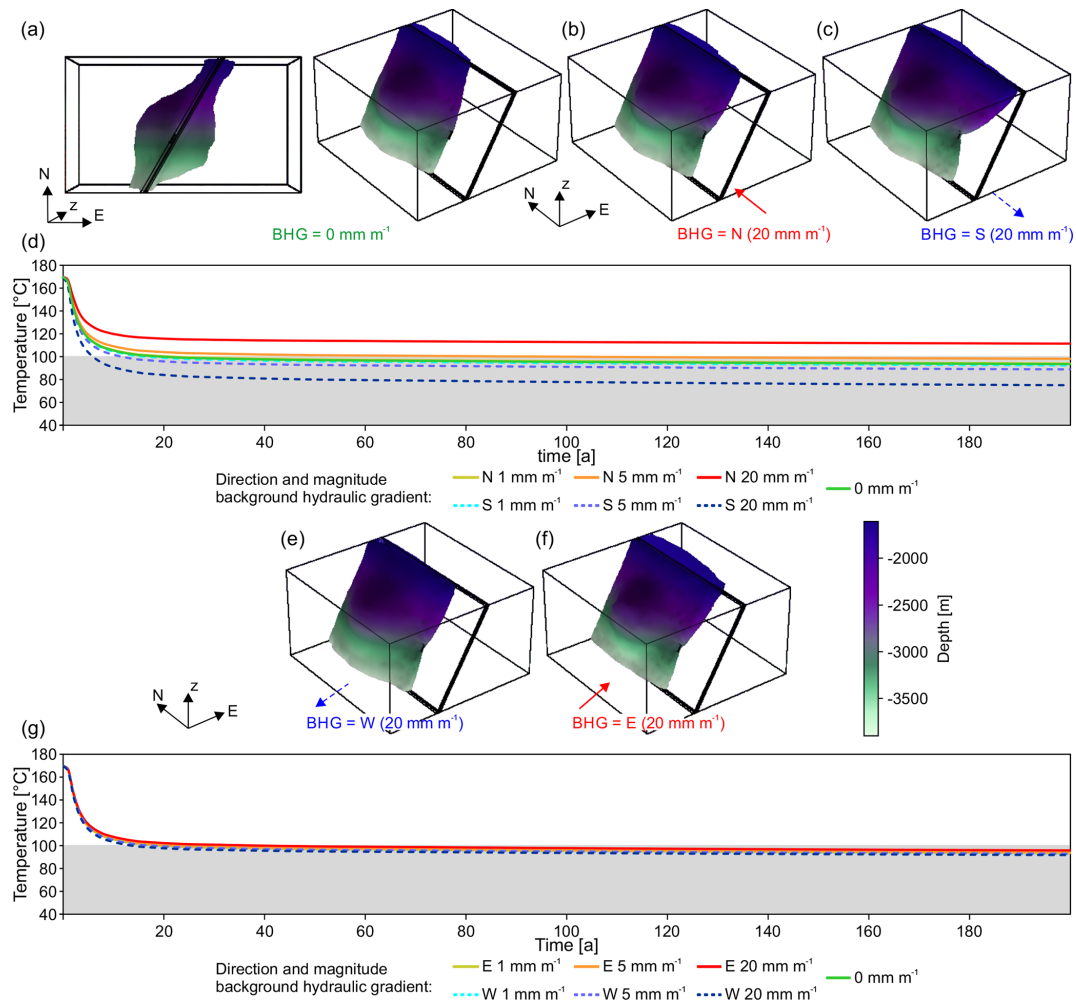 (a)
(b)
(c)
N
z
E
N
z
E
BHG = 0 mm m⁻¹
BHG = N (20 mm m⁻¹)
BHG = S (20 mm m⁻¹)
(d)
180
160
140
120
100
80
60
40
Temperature [°C]
20
40
60
80
100
120
140
160
180
time [a]
Direction and magnitude
background hydraulic gradient:
N 1 mm m⁻¹
N 5 mm m⁻¹
N 20 mm m⁻¹
0 mm m⁻¹
S 1 mm m⁻¹
S 5 mm m⁻¹
S 20 mm m⁻¹
(e)
(f)
-2000
-2500
-3000
-3500
Depth [m]
N
z
E
BHG = W (20 mm m⁻¹)
BHG = E (20 mm m⁻¹)
(g)
180
160
140
120
100
80
60
40
Temperature [°C]
20
40
60
80
100
120
140
160
180
Time [a]
Direction and magnitude
background hydraulic gradient:
E 1 mm m⁻¹
E 5 mm m⁻¹
E 20 mm m⁻¹
0 mm m⁻¹
W 1 mm m⁻¹
W 5 mm m⁻¹
W 20 mm m⁻¹